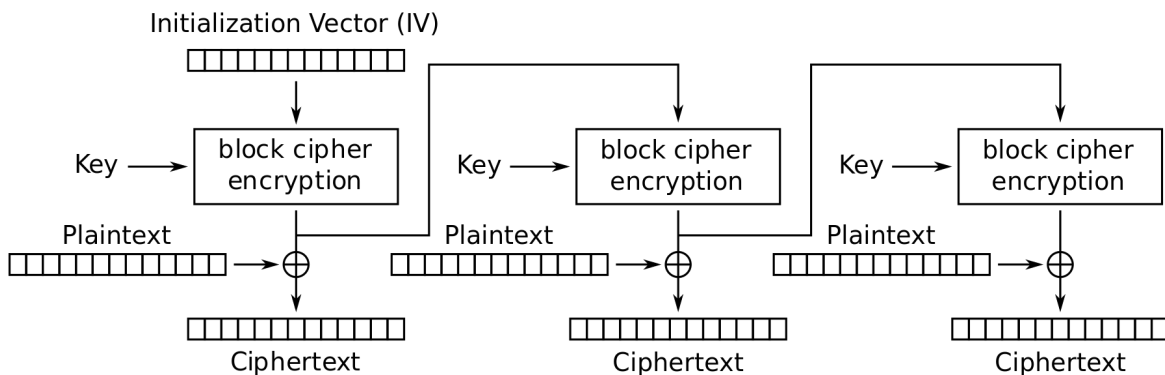 Initialization Vector (IV)
Key
block cipher
encryption
Key
block cipher
encryption
Key
block cipher
encryption
Plaintext
Plaintext
Plaintext
Ciphertext
Ciphertext
Ciphertext